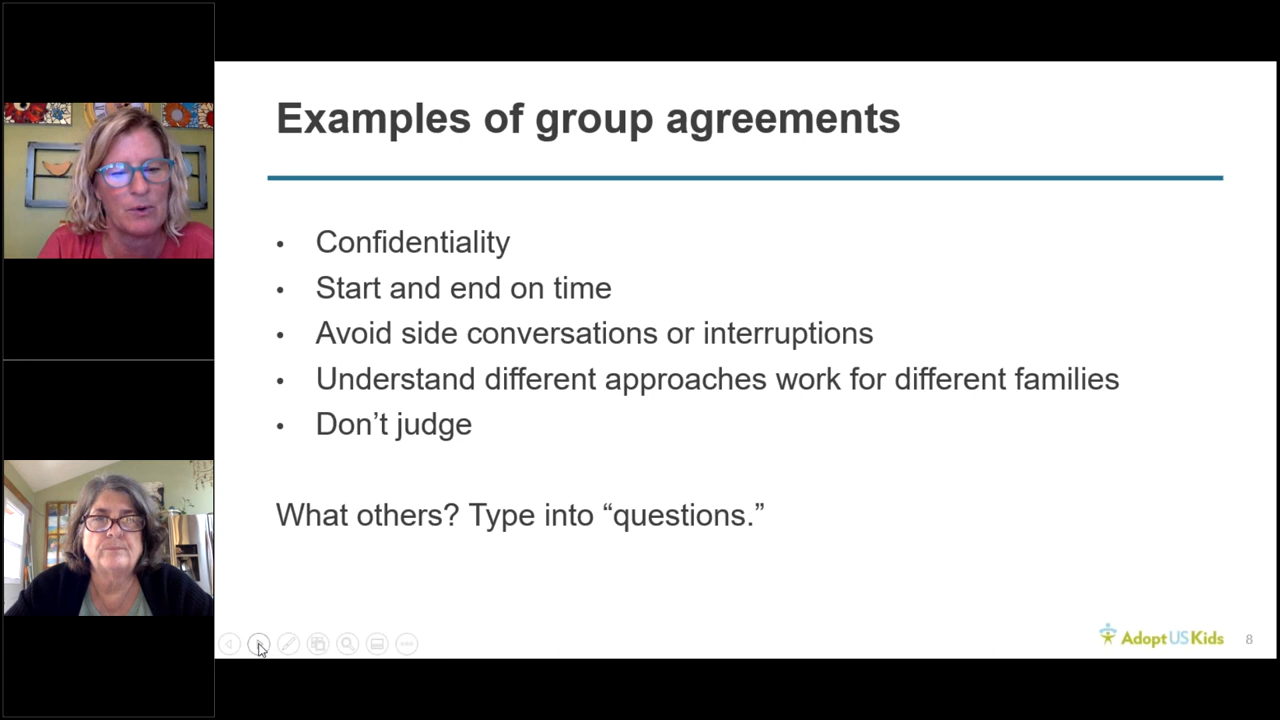 Examples of group agreements
• Confidentiality
• Start and end on time
• Avoid side conversations or interruptions
• Understand different approaches work for different families
• Don’t judge
What others? Type into “questions.”
AdoptUSKids
8